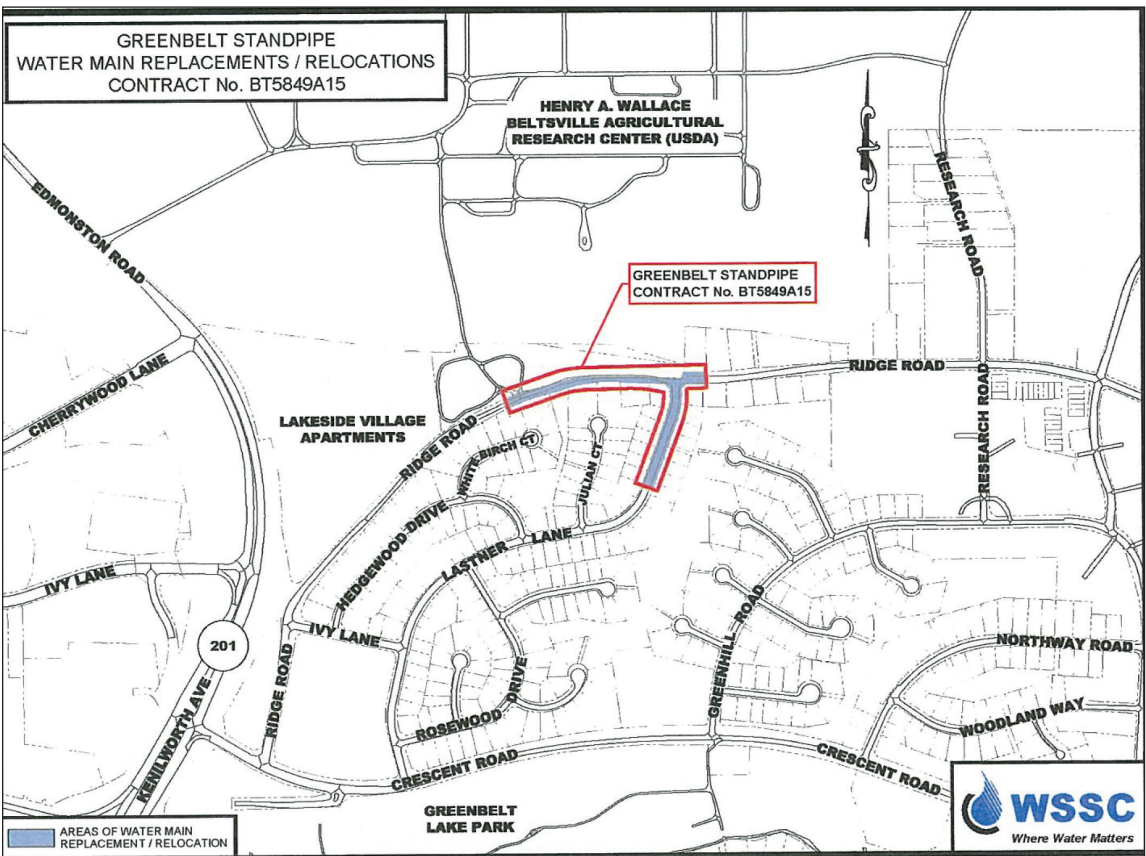 GREENBELT STANDPIPE
WATER MAIN REPLACEMENTS / RELOCATIONS
CONTRACT No. BT5849A15
HENRY A. WALLACE
BELTSVILLE AGRICULTURAL
RESEARCH CENTER (USDA)
EDMONSTON ROAD
RESEARCH ROAD
GREENBELT STANDPIPE
CONTRACT No. BT5849A15
CHERRYWOOD LANE
RIDGE ROAD
LAKESIDE VILLAGE
APARTMENTS
RIDGE ROAD
WHITE BIRCH CT
JULIAN CT
RESEARCH ROAD
HEDGEWOOD DRIVE
LASTNER LANE
IVY LANE
IVY LANE
GREENHILL ROAD
NORTHWAY ROAD
201
RIDGE ROAD
ROSEWOOD DRIVE
WOODLAND WAY
KENILWORTH AVE
CRESCENT ROAD
CRESCENT ROAD
GREENBELT
LAKE PARK
AREAS OF WATER MAIN
REPLACEMENT / RELOCATION
WSSC
Where Water Matters